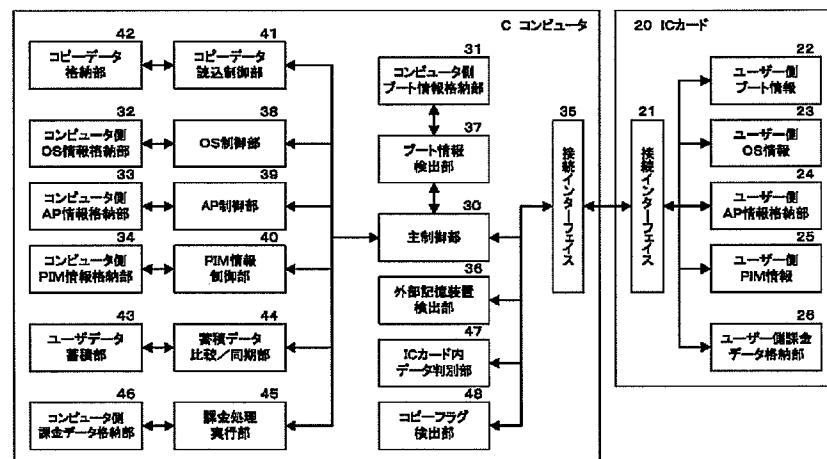 C コンピュータ
20 ICカード
42
コピーデータ
格納部
41
コピーデータ
読込制御部
31
コンピュータ側
ブート情報格納部
32
コンピュータ側
OS情報格納部
38
OS制御部
37
ブート情報
検出部
33
コンピュータ側
AP情報格納部
39
AP制御部
30
主制御部
34
コンピュータ側
PIM情報格納部
40
PIM情報
制御部
36
外部記憶装置
検出部
43
ユーザデータ
蓄積部
44
蓄積データ
比較/同期部
47
ICカード内
データ判別部
46
コンピュータ側
課金データ格納部
45
課金処理
実行部
48
コピーフラグ
検出部
35
接続インターフェイス
21
接続インターフェイス
22
ユーザー側
ブート情報
23
ユーザー側
OS情報
24
ユーザー側
AP情報格納部
25
ユーザー側
PIM情報
26
ユーザー側課金
データ格納部